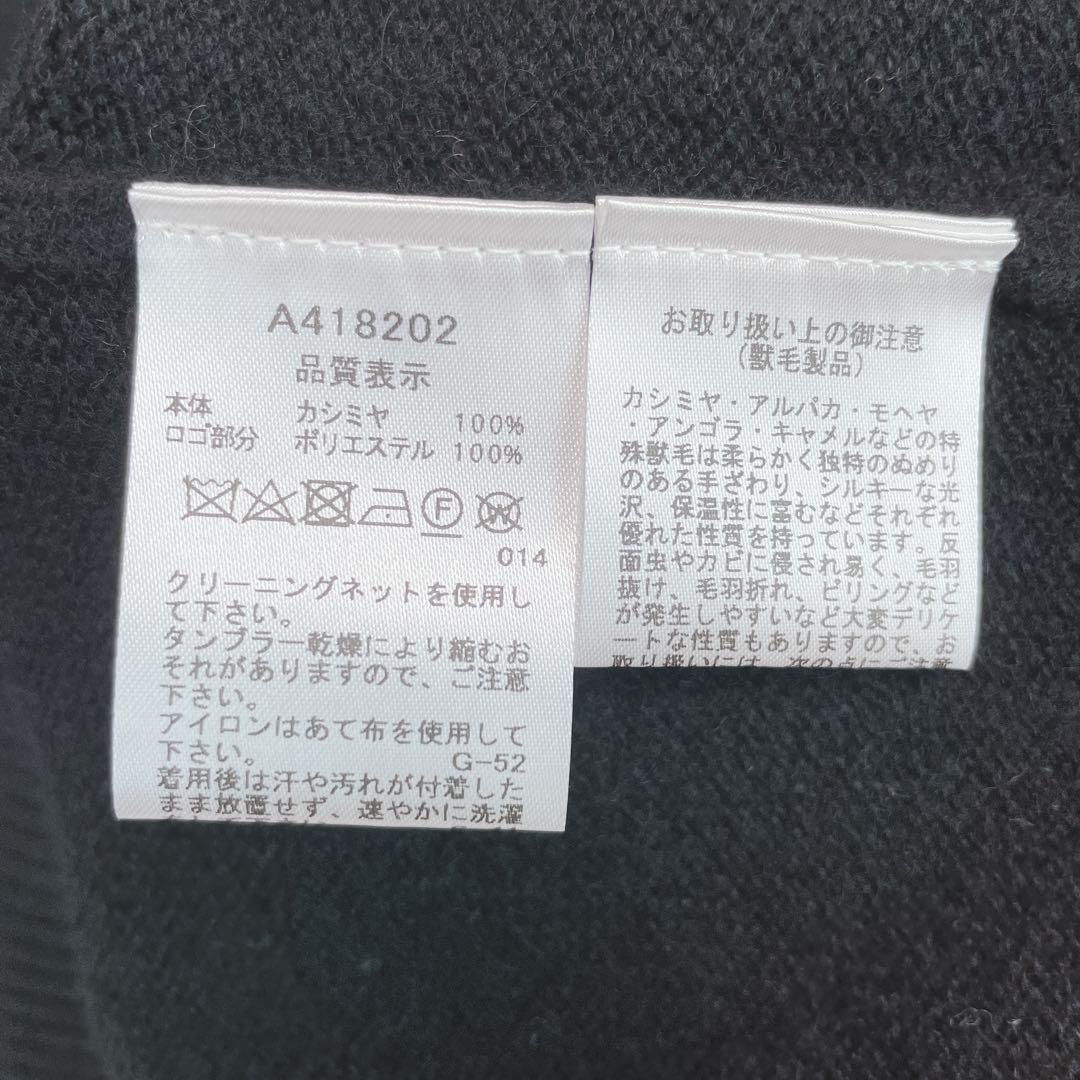 A418202
品質表示
本体 カシミヤ 100%
ロゴ部分 ポリエステル 100%
F W
014
クリーニングネットを使用し
て下さい。
タンブラー乾燥により縮むお
それがありますので、ご注意
下さい。
アイロンはあて布を使用して
下さい。 G-52
着用後は汗や汚れが付着した
まま放置せず、速やかに洗濯
お取り扱い上の御注意
(獣毛製品)
カシミヤ・アルパカ・モヘヤ
・アンゴラ・キャメルなどの特
殊獣毛は柔らかく独特のぬめり
のある手ざわり、シルキーな光
沢、保温性に富むなどそれぞれ
優れた性質を持っています。反
面虫やカビに侵され易く、毛羽
抜け、毛羽折れ、ピリングなど
が発生しやすいなど大変デリケ
ートな性質もありますので、お
取り扱いには、次の点にご注意